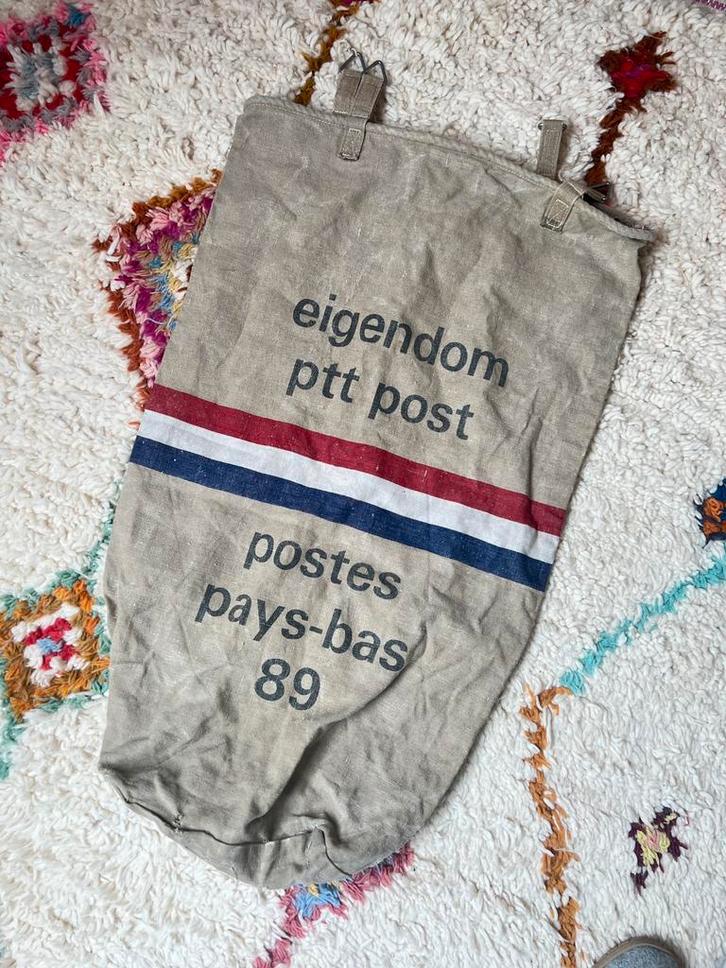 eigendom
ptt post
postes
pays-bas
89